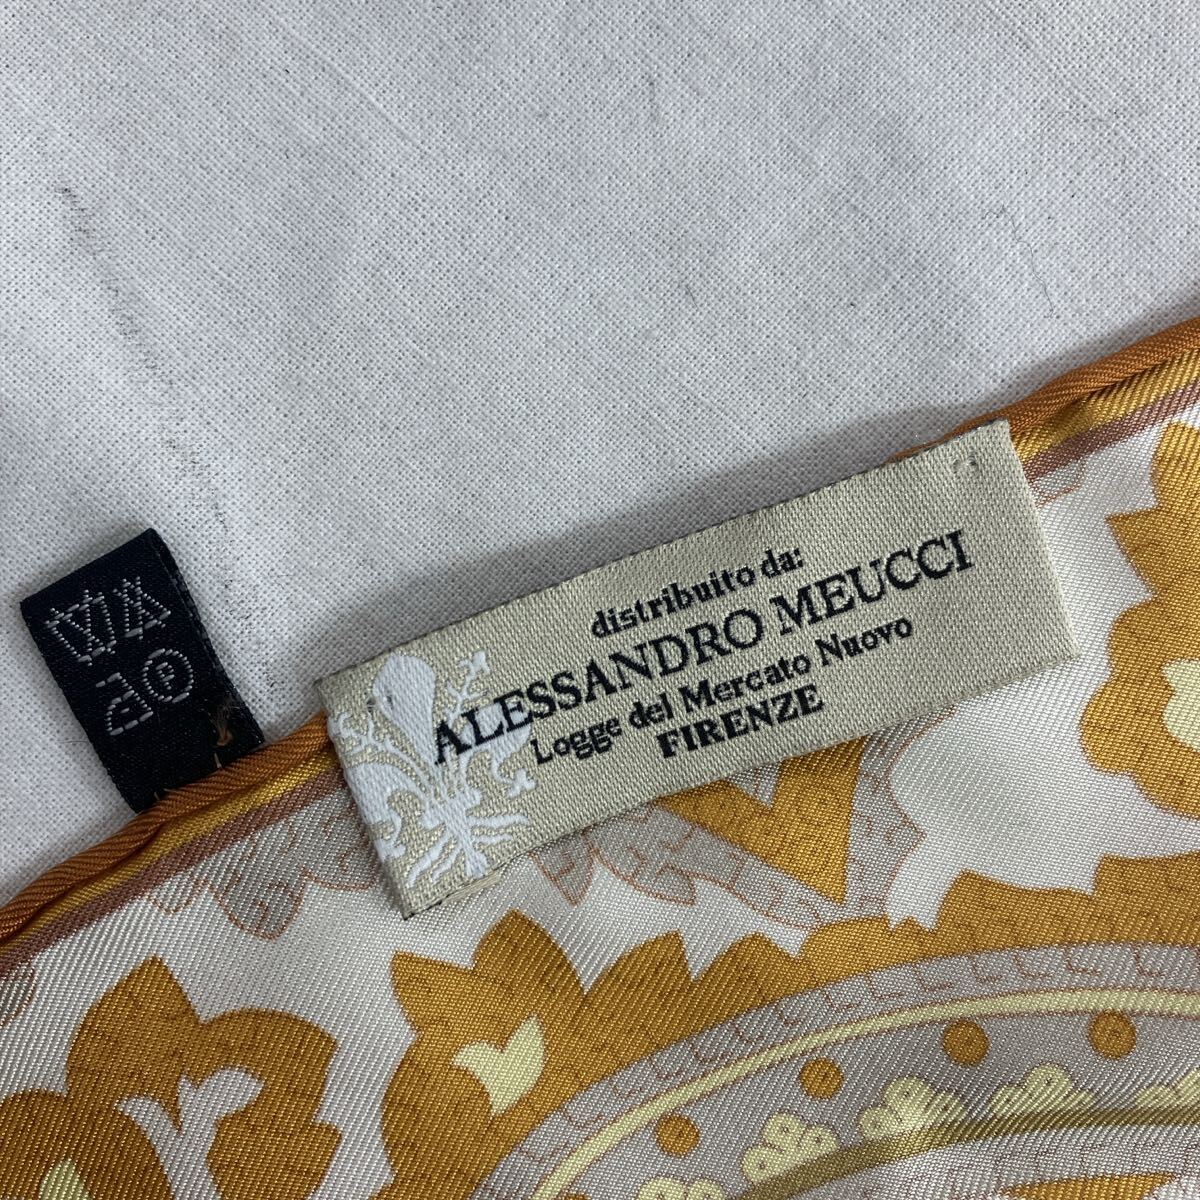 distribuito da:
ALESSANDRO MEUCCI
Logge del Mercato Nuovo
FIRENZE